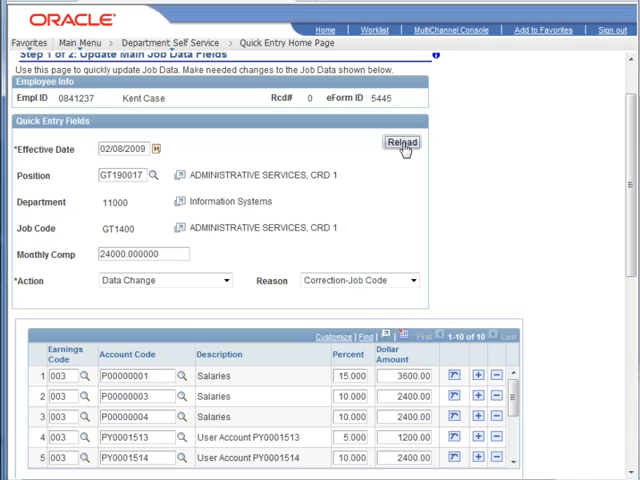 ORACLE
Home Worklist MultiChannel Console Add to Favorites Sign out
Favorites Main Menu > Department Self Service > Quick Entry Home Page
Step 1 of 2: Update Main Job Data Fields
Use this page to quickly update Job Data. Make needed changes to the Job Data shown below.
Employee Info
Empl ID 0841237 Kent Case Rcd# 0 eForm ID 5445
Quick Entry Fields
*Effective Date 02/08/2009 Reload
Position GT190017 ADMINISTRATIVE SERVICES, CRD 1
Department 11000 Information Systems
Job Code GT1400 ADMINISTRATIVE SERVICES, CRD 1
Monthly Comp 24000.000000
*Action Data Change Reason Correction-Job Code
Customize | Find | First 1-10 of 10 Last
Earnings Code Account Code Description Percent Dollar Amount
1 003 P00000001 Salaries 15.000 3600.00
2 003 P00000003 Salaries 10.000 2400.00
3 003 P00000004 Salaries 10.000 2400.00
4 003 PY0001513 User Account PY0001513 5.000 1200.00
5 003 PY0001514 User Account PY0001514 10.000 2400.00